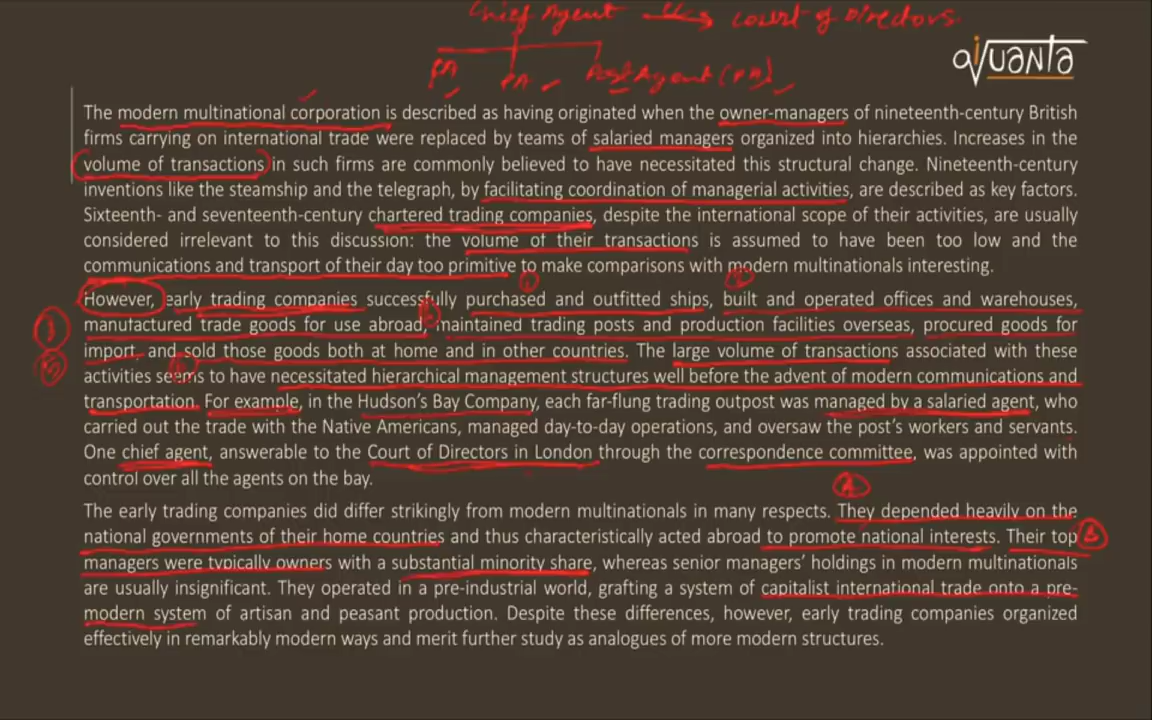 Chief Agent Court of Directors
PA PA Post Agent (PA)
QUANTA
The modern multinational corporation is described as having originated when the owner-managers of nineteenth-century British
firms carrying on international trade were replaced by teams of salaried managers organized into hierarchies. Increases in the
volume of transactions in such firms are commonly believed to have necessitated this structural change. Nineteenth-century
inventions like the steamship and the telegraph, by facilitating coordination of managerial activities, are described as key factors.
Sixteenth- and seventeenth-century chartered trading companies, despite the international scope of their activities, are usually
considered irrelevant to this discussion: the volume of their transactions is assumed to have been too low and the
communications and transport of their day too primitive to make comparisons with modern multinationals interesting.
However, early trading companies successfully purchased and outfitted ships, built and operated offices and warehouses,
manufactured trade goods for use abroad, maintained trading posts and production facilities overseas, procured goods for
import, and sold those goods both at home and in other countries. The large volume of transactions associated with these
activities seems to have necessitated hierarchical management structures well before the advent of modern communications and
transportation. For example, in the Hudson's Bay Company, each far-flung trading outpost was managed by a salaried agent, who
carried out the trade with the Native Americans, managed day-to-day operations, and oversaw the post's workers and servants.
One chief agent, answerable to the Court of Directors in London through the correspondence committee, was appointed with
control over all the agents on the bay.
The early trading companies did differ strikingly from modern multinationals in many respects. They depended heavily on the
national governments of their home countries and thus characteristically acted abroad to promote national interests. Their top
managers were typically owners with a substantial minority share, whereas senior managers' holdings in modern multinationals
are usually insignificant. They operated in a pre-industrial world, grafting a system of capitalist international trade onto a pre-
modern system of artisan and peasant production. Despite these differences, however, early trading companies organized
effectively in remarkably modern ways and merit further study as analogues of more modern structures.